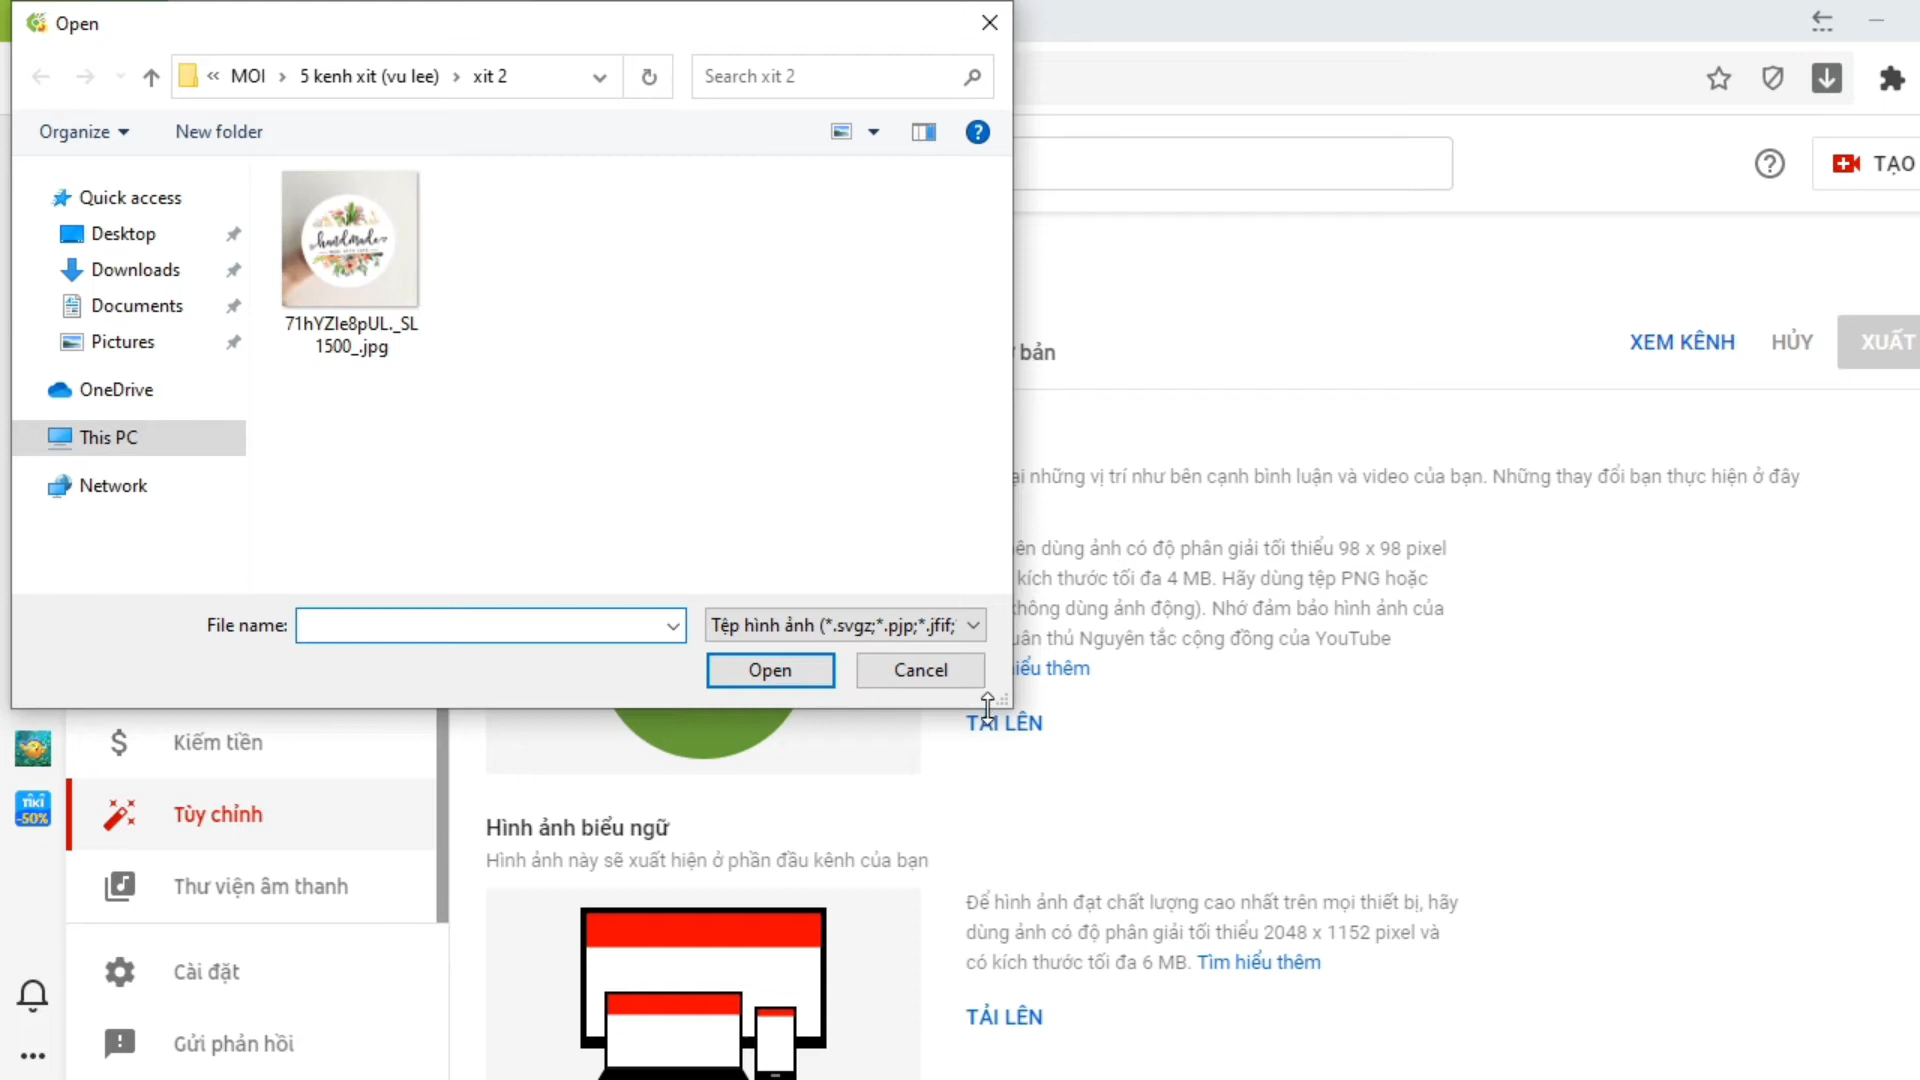 Open
« MOI › 5 kenh xit (vu lee) › xit 2
Search xit 2
Organize
New folder
?
Quick access
Desktop
Downloads
Documents
Pictures
OneDrive
This PC
Network
handmade
71hYZIe8pUL._SL
1500_.jpg
File name:
Tệp hình ảnh (*.svgz;*.pjp;*.jfif;
Open
Cancel
TẠO
bản
XEM KÊNH
HỦY
XUẤT
ại những vị trí như bên cạnh bình luận và video của bạn. Những thay đổi bạn thực hiện ở đây
ên dùng ảnh có độ phân giải tối thiểu 98 x 98 pixel
kích thước tối đa 4 MB. Hãy dùng tệp PNG hoặc
không dùng ảnh động). Nhớ đảm bảo hình ảnh của
uân thủ Nguyên tắc cộng đồng của YouTube
iểu thêm
TẢI LÊN
TIKI
-50%
Kiếm tiền
Tùy chỉnh
Thư viện âm thanh
Cài đặt
Gửi phản hồi
Hình ảnh biểu ngữ
Hình ảnh này sẽ xuất hiện ở phần đầu kênh của bạn
Để hình ảnh đạt chất lượng cao nhất trên mọi thiết bị, hãy
dùng ảnh có độ phân giải tối thiểu 2048 x 1152 pixel và
có kích thước tối đa 6 MB. Tìm hiểu thêm
TẢI LÊN